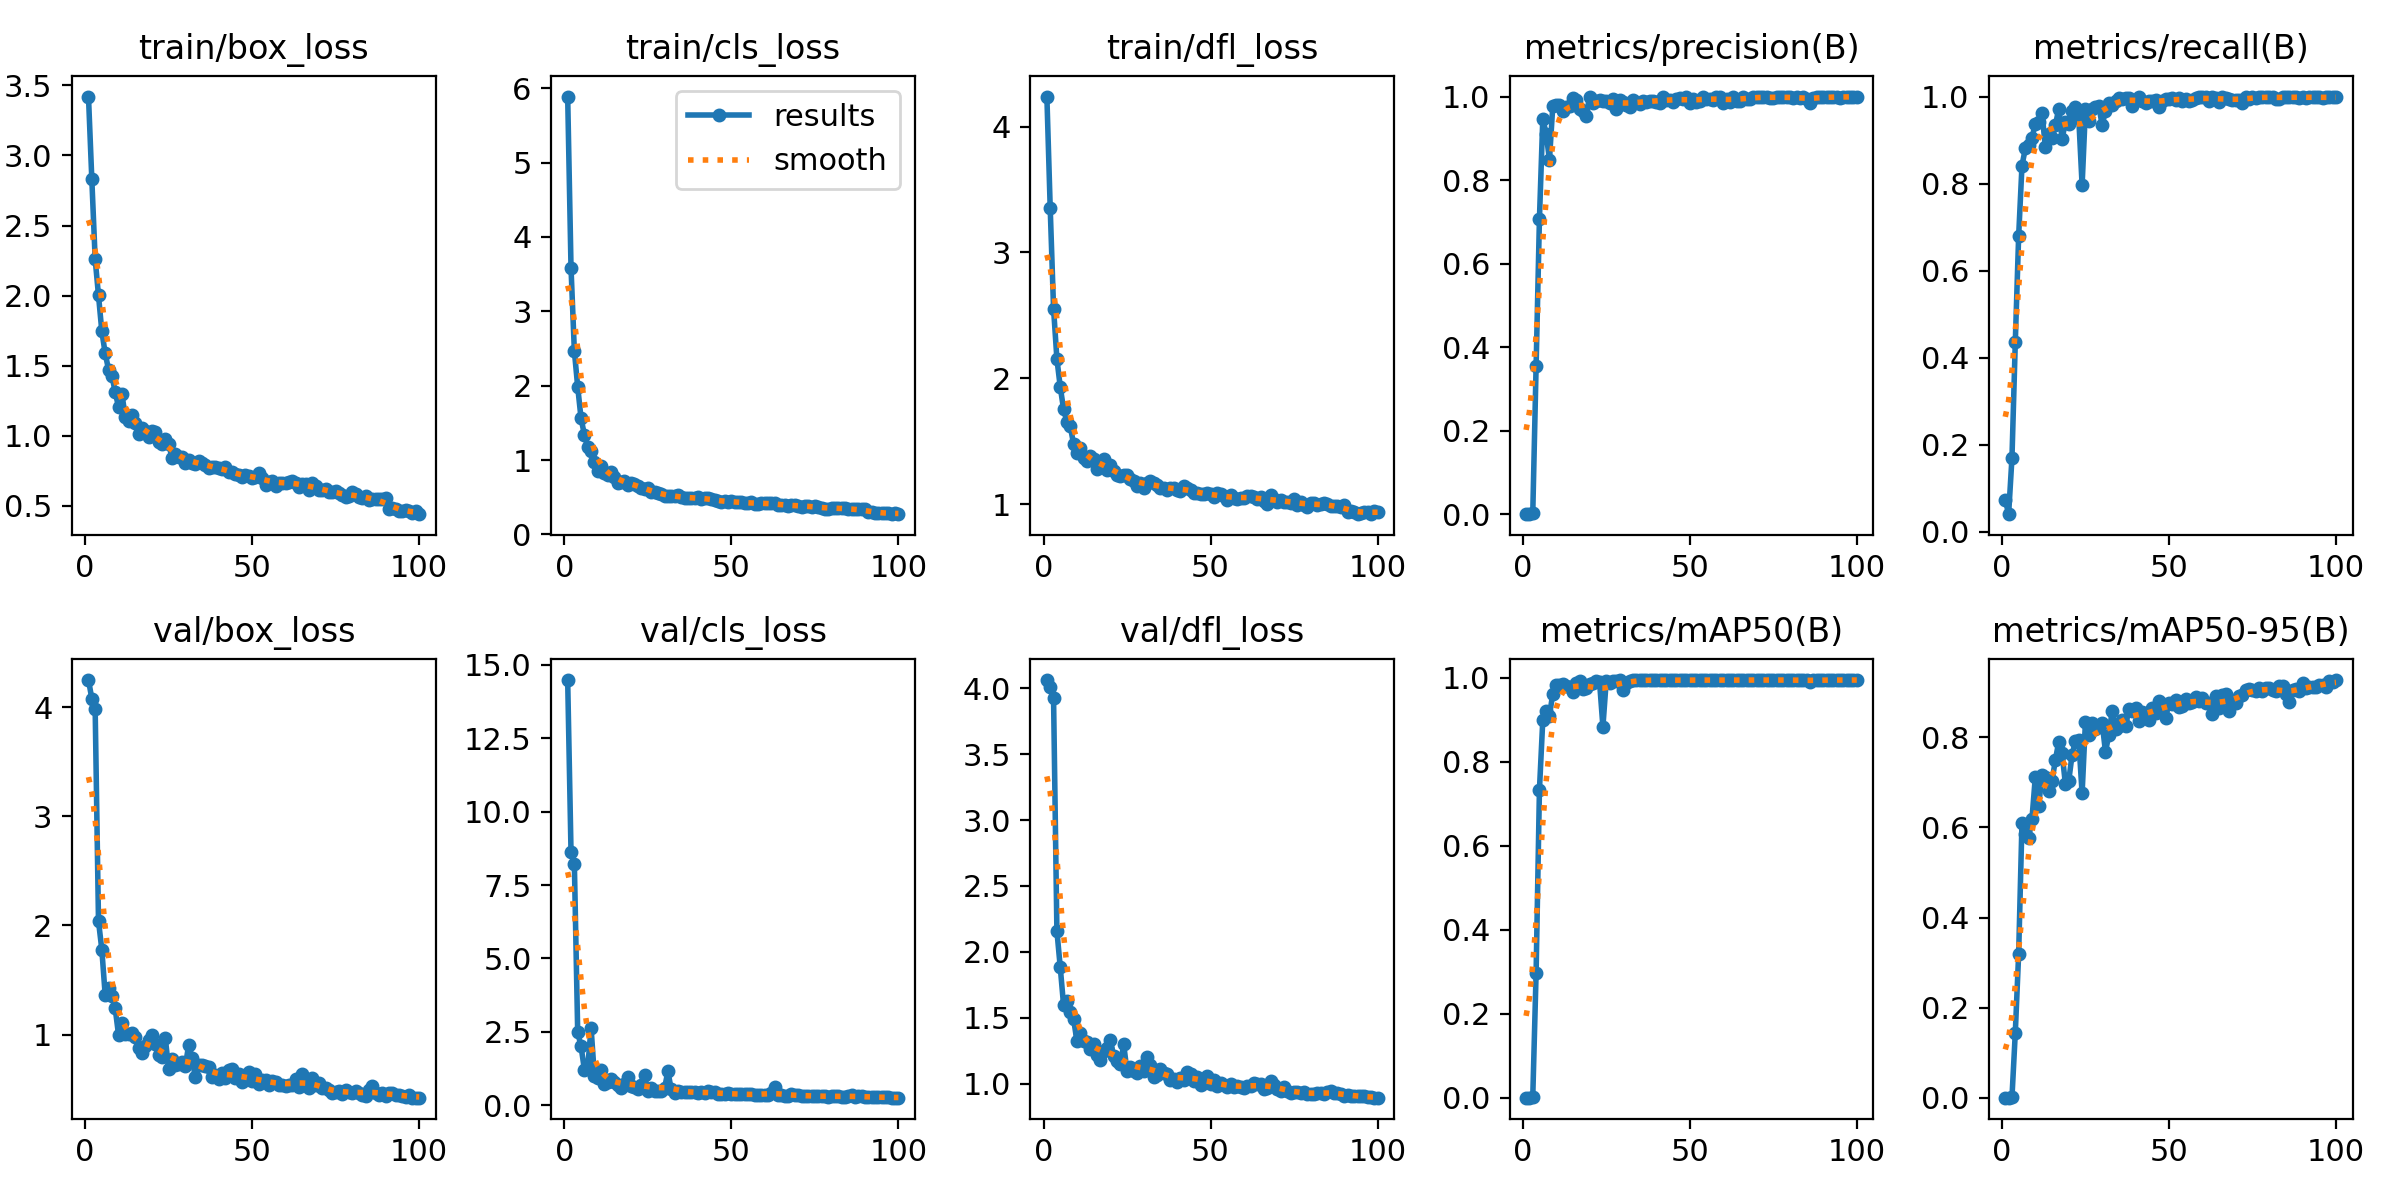 train/box_loss
3.5
3.0
2.5
2.0
1.5
1.0
0.5
0 50 100
train/cls_loss
results
smooth
6
5
4
3
2
1
0
0 50 100
train/dfl_loss
4
3
2
1
0 50 100
metrics/precision(B)
1.0
0.8
0.6
0.4
0.2
0.0
0 50 100
metrics/recall(B)
1.0
0.8
0.6
0.4
0.2
0.0
0 50 100
val/box_loss
4
3
2
1
0 50 100
val/cls_loss
15.0
12.5
10.0
7.5
5.0
2.5
0.0
0 50 100
val/dfl_loss
4.0
3.5
3.0
2.5
2.0
1.5
1.0
0 50 100
metrics/mAP50(B)
1.0
0.8
0.6
0.4
0.2
0.0
0 50 100
metrics/mAP50-95(B)
0.8
0.6
0.4
0.2
0.0
0 50 100